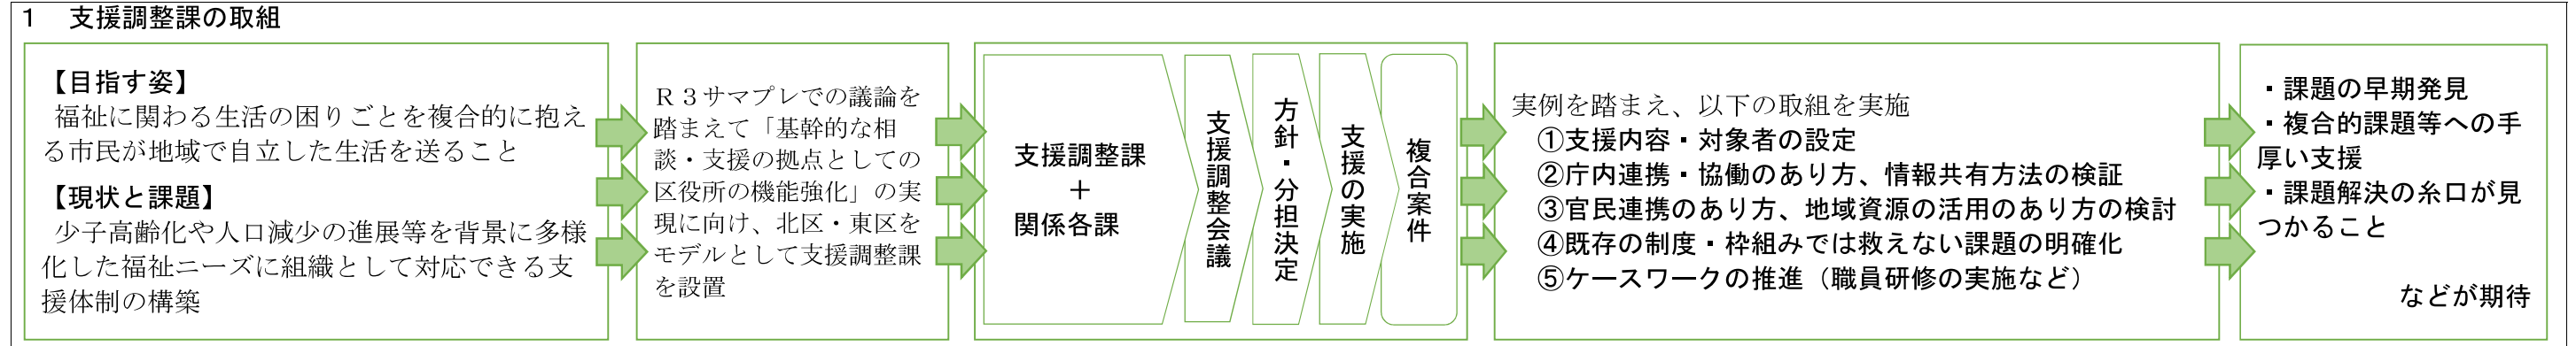 １　支援調整課の取組
【目指す姿】
福祉に関わる生活の困りごとを複合的に抱え
る市民が地域で自立した生活を送ること
【現状と課題】
少子高齢化や人口減少の進展等を背景に多様
化した福祉ニーズに組織として対応できる支
援体制の構築
Ｒ３サマプレでの議論を
踏まえて「基幹的な相
談・支援の拠点としての
区役所の機能強化」の実
現に向け、北区・東区を
モデルとして支援調整課
を設置
支援調整課
＋
関係各課
支援調整会議
方針・分担決定
支援の実施
複合案件
実例を踏まえ、以下の取組を実施
①支援内容・対象者の設定
②庁内連携・協働のあり方、情報共有方法の検証
③官民連携のあり方、地域資源の活用のあり方の検討
④既存の制度・枠組みでは救えない課題の明確化
⑤ケースワークの推進（職員研修の実施など）
・課題の早期発見
・複合的課題等への手
厚い支援
・課題解決の糸口が見
つかること
などが期待